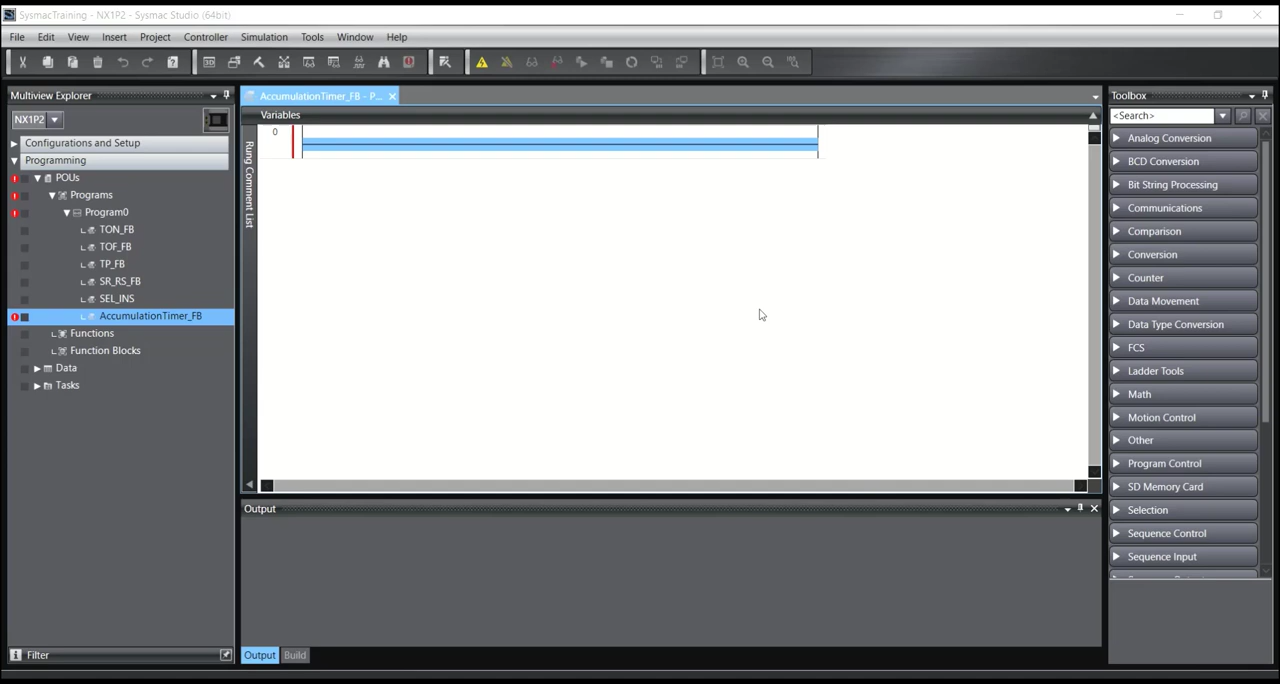 SysmacTraining - NX1P2 - Sysmac Studio (64bit)
File Edit View Insert Project Controller Simulation Tools Window Help
Multiview Explorer
NX1P2
Configurations and Setup
Programming
POUs
Programs
Program0
TON_FB
TOF_FB
TP_FB
SR_RS_FB
SEL_INS
AccumulationTimer_FB
Functions
Function Blocks
Data
Tasks
Filter
AccumulationTimer_FB - P...
Variables
0
Rung Comment List
Output
Output Build
Toolbox
<Search>
Analog Conversion
BCD Conversion
Bit String Processing
Communications
Comparison
Conversion
Counter
Data Movement
Data Type Conversion
FCS
Ladder Tools
Math
Motion Control
Other
Program Control
SD Memory Card
Selection
Sequence Control
Sequence Input